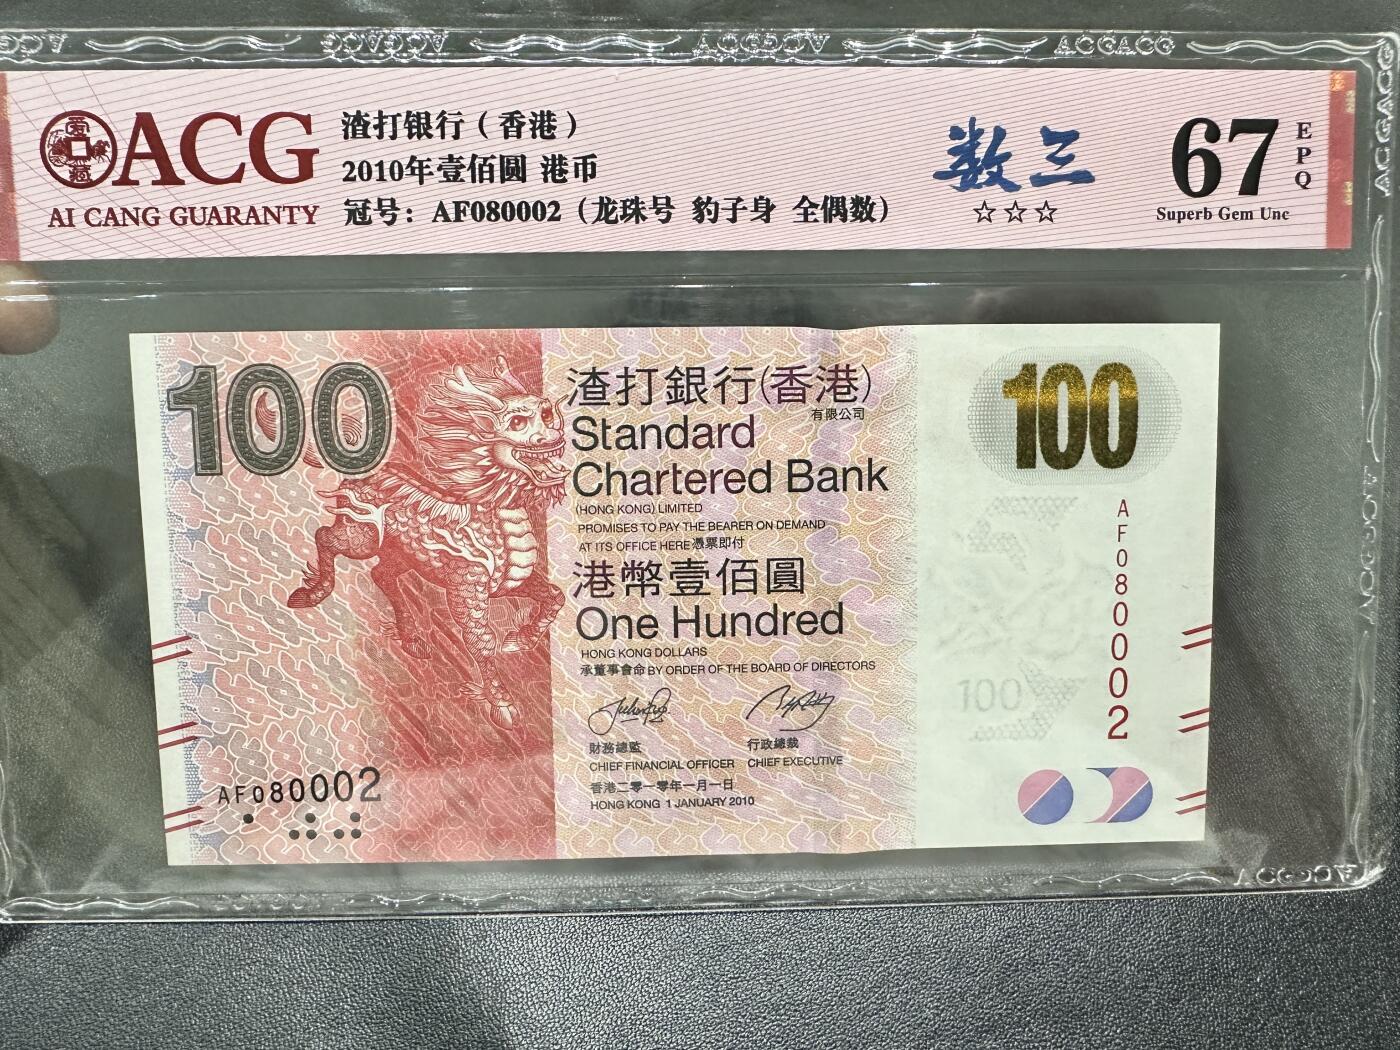 ACG
AI CANG GUARANTY
渣打银行（香港）
2010年壹佰圆 港币
冠号：AF080002（龙珠号 豹子身 全偶数）
数三
☆☆☆
67
EPQ
Superb Gem Unc
100
渣打銀行(香港)
有限公司
Standard
Chartered Bank
(HONG KONG) LIMITED
PROMISES TO PAY THE BEARER ON DEMAND
AT ITS OFFICE HERE 憑票即付
港幣壹佰圓
One Hundred
HONG KONG DOLLARS
承董事會命 BY ORDER OF THE BOARD OF DIRECTORS
財務總監
CHIEF FINANCIAL OFFICER
行政總裁
CHIEF EXECUTIVE
香港二零一零年一月一日
HONG KONG 1 JANUARY 2010
AF080002
100
AF080002
100